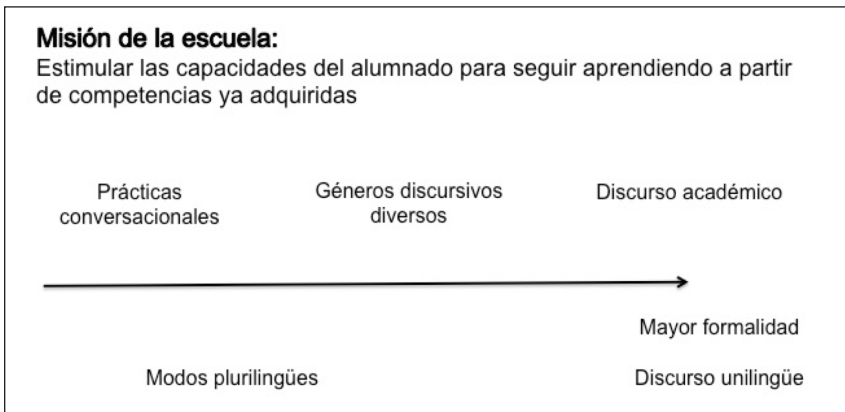 Misión de la escuela:
Estimular las capacidades del alumnado para seguir aprendiendo a partir
de competencias ya adquiridas
Prácticas
conversacionales
Géneros discursivos
diversos
Discurso académico
Mayor formalidad
Modos plurilingües
Discurso unilingüe